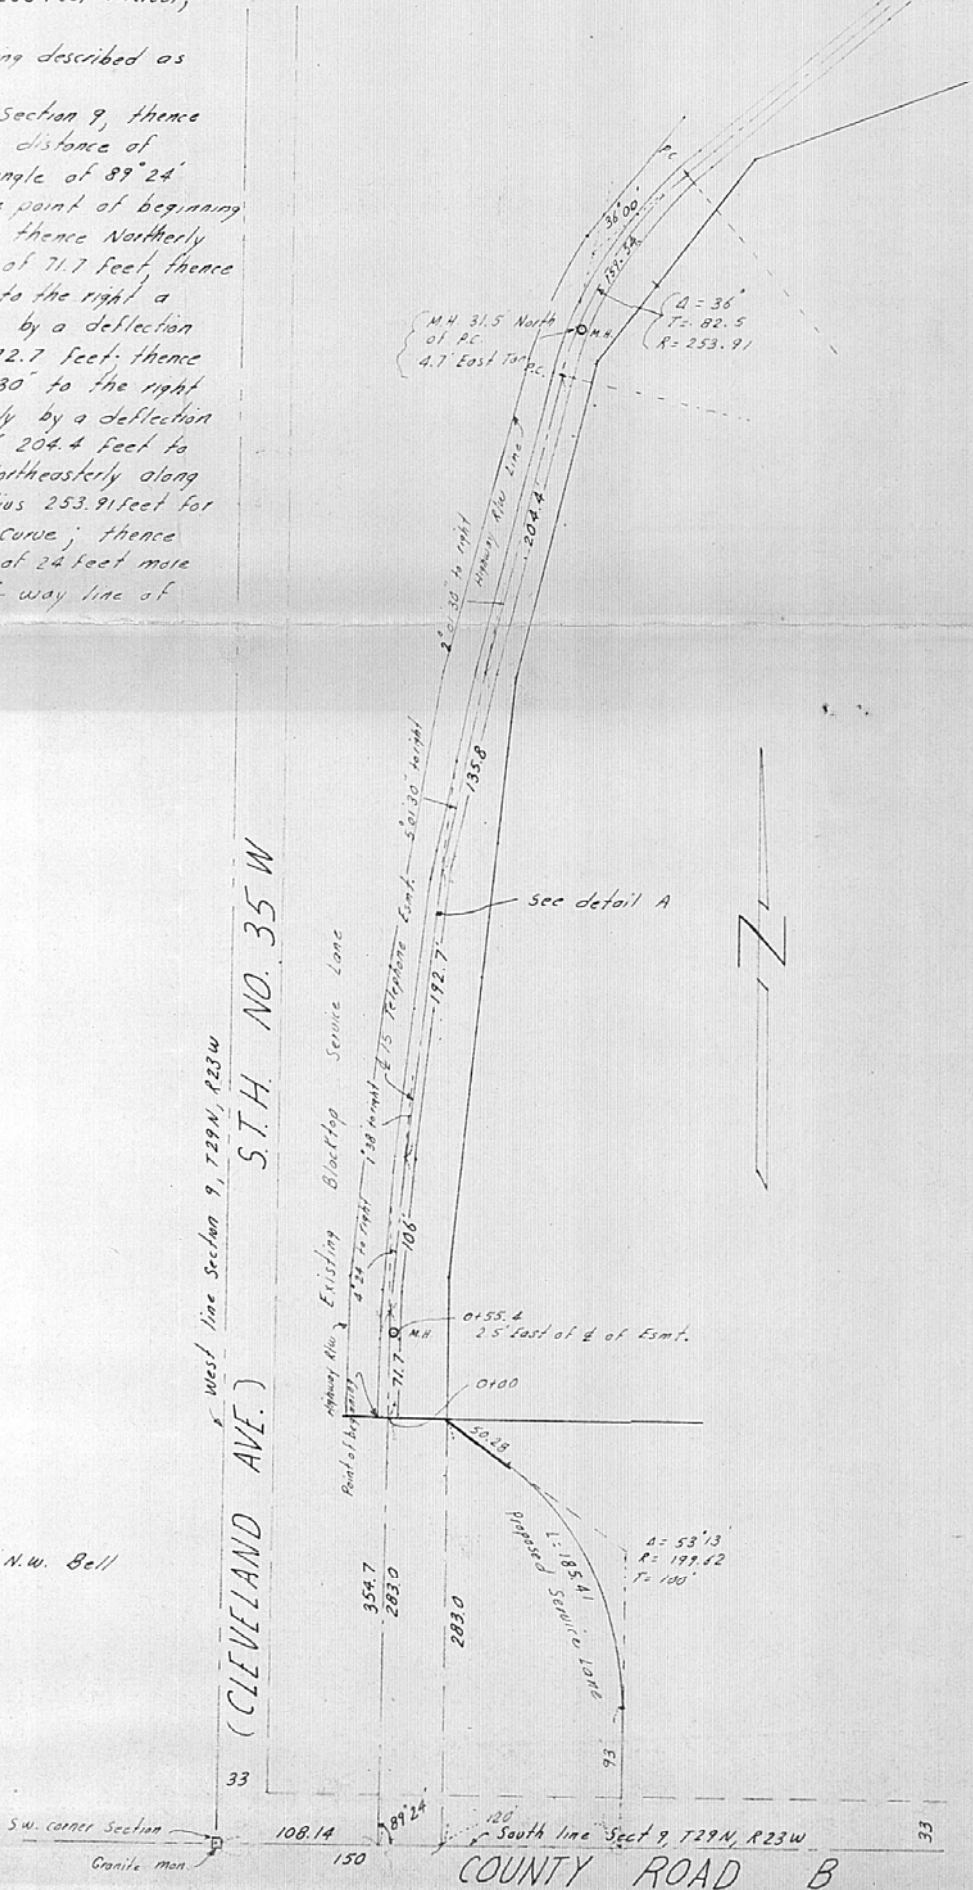 ng described as
Section 9, thence
distance of
ngle of 89°24'
point of beginning
thence Northerly
of 71.7 feet, thence
to the right a
by a deflection
2.7 feet; thence
30" to the right
ly by a deflection
204.4 feet to
ortheasterly along
ius 253.91 feet for
curve; thence
of 24 feet more
way line of
P.C.
36°00'
159.54
M.H. 31.5' North
of P.C.
4.7' East Tan
M.H.
P.C.
Δ = 36°
T = 82.5
R = 253.91
Highway R/W Line
204.4'
2°01'30" to right
135.8
5°01'30" to right
see detail A
℄ 15' Telephone Esmt.
192.7'
1°38' to right
4°24' to right
106'
Existing Blacktop Service Lane
Highway R/W
S.T.H. NO. 35 W
West line Section 9, T29N, R23W
M.H.
0+55.4
2.5' East of ℄ of Esmt.
71.7
0+00
Point of beginning
50.28
L = 185.41
proposed Service Lane
Δ = 53°13'
R = 199.62
T = 100'
N.W. Bell
(CLEVELAND AVE.)
354.7
283.0
283.0
93'
33
S.W. corner Section
Granite mon.
108.14
89°24'
120'
South line Sect 9, T29N, R23W
33
150
COUNTY ROAD B